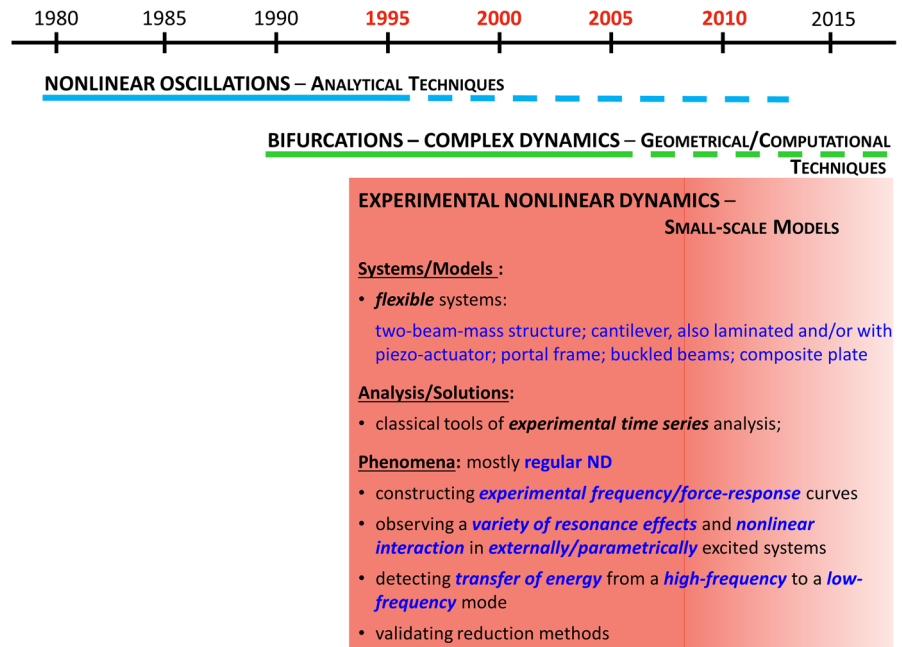 1980 1985 1990 1995 2000 2005 2010 2015
NONLINEAR OSCILLATIONS – ANALYTICAL TECHNIQUES
BIFURCATIONS – COMPLEX DYNAMICS – GEOMETRICAL/COMPUTATIONAL
TECHNIQUES
EXPERIMENTAL NONLINEAR DYNAMICS –
SMALL-SCALE MODELS
Systems/Models :
• flexible systems:
two-beam-mass structure; cantilever, also laminated and/or with
piezo-actuator; portal frame; buckled beams; composite plate
Analysis/Solutions:
• classical tools of experimental time series analysis;
Phenomena: mostly regular ND
• constructing experimental frequency/force-response curves
• observing a variety of resonance effects and nonlinear
interaction in externally/parametrically excited systems
• detecting transfer of energy from a high-frequency to a low-
frequency mode
• validating reduction methods